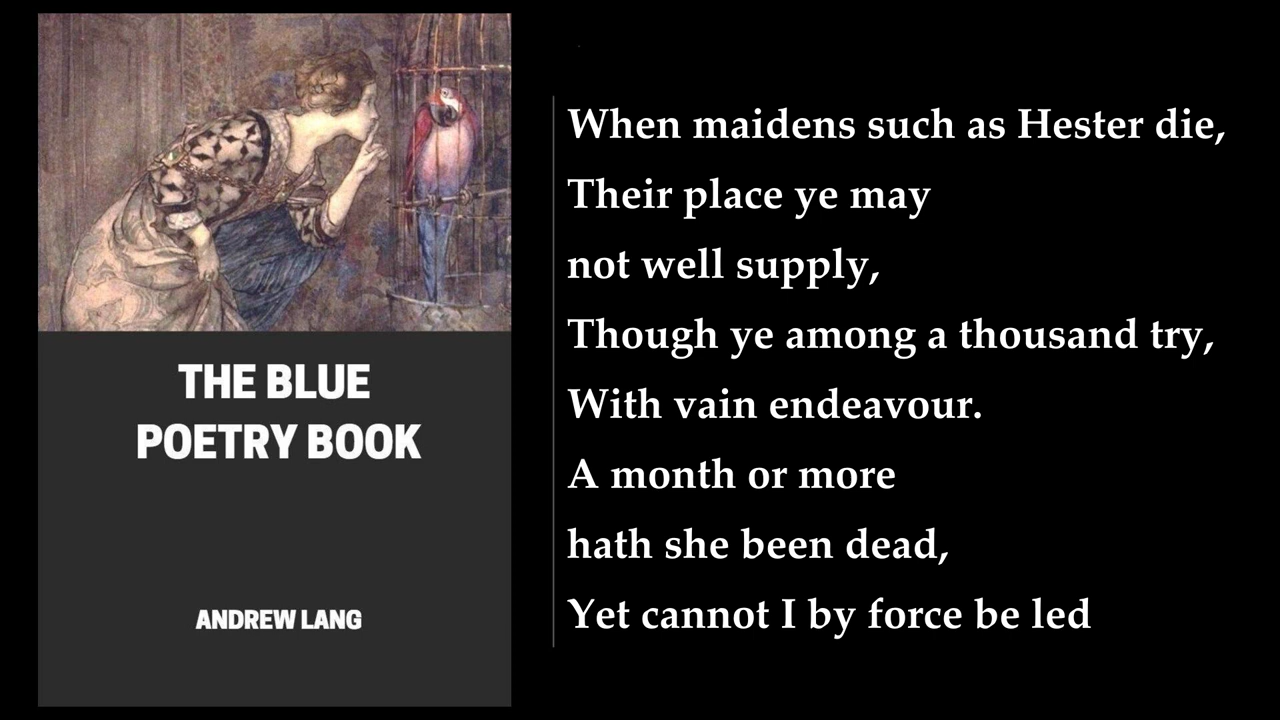 THE BLUE
POETRY BOOK
ANDREW LANG
When maidens such as Hester die,
Their place ye may
not well supply,
Though ye among a thousand try,
With vain endeavour.
A month or more
hath she been dead,
Yet cannot I by force be led